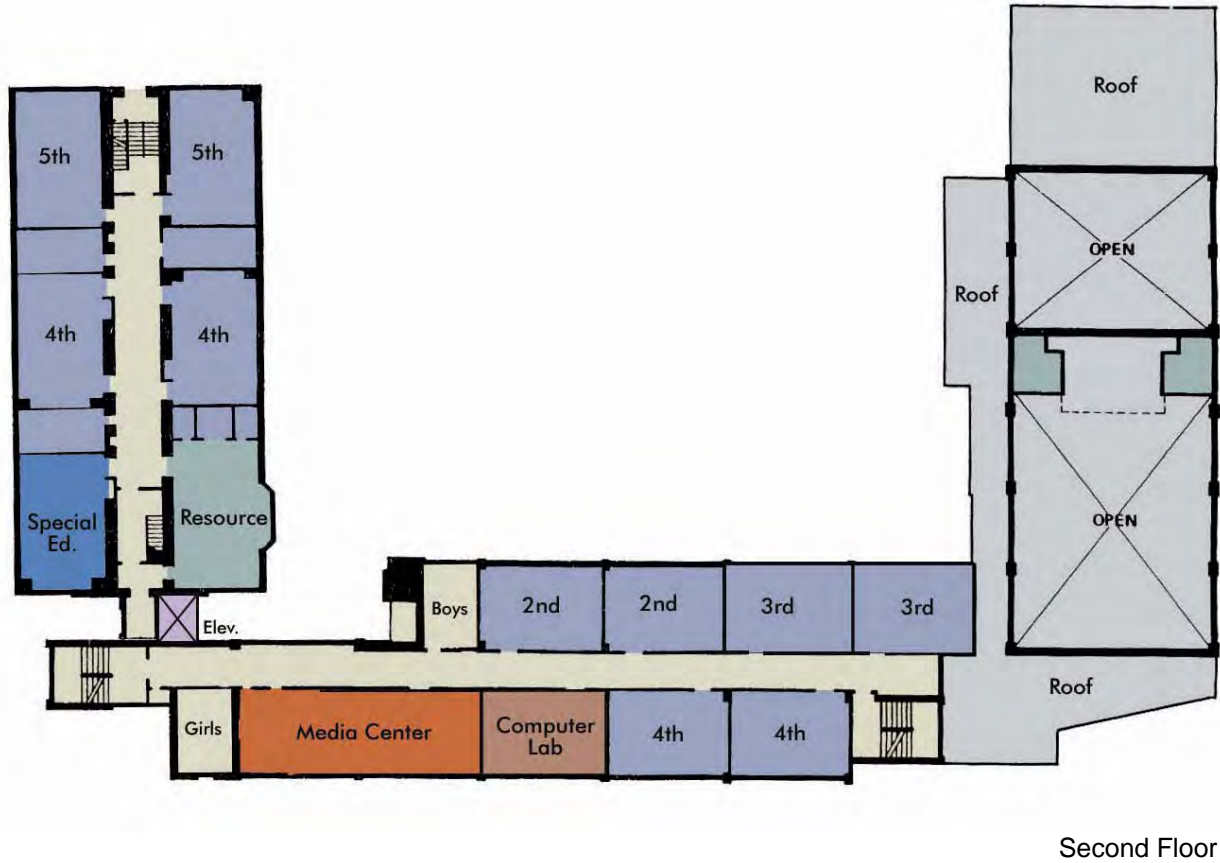 Roof
5th
5th
OPEN
Roof
4th
4th
Special
Ed.
Resource
OPEN
Boys
2nd
2nd
3rd
3rd
Elev.
Roof
Girls
Media Center
Computer
Lab
4th
4th
Second Floor